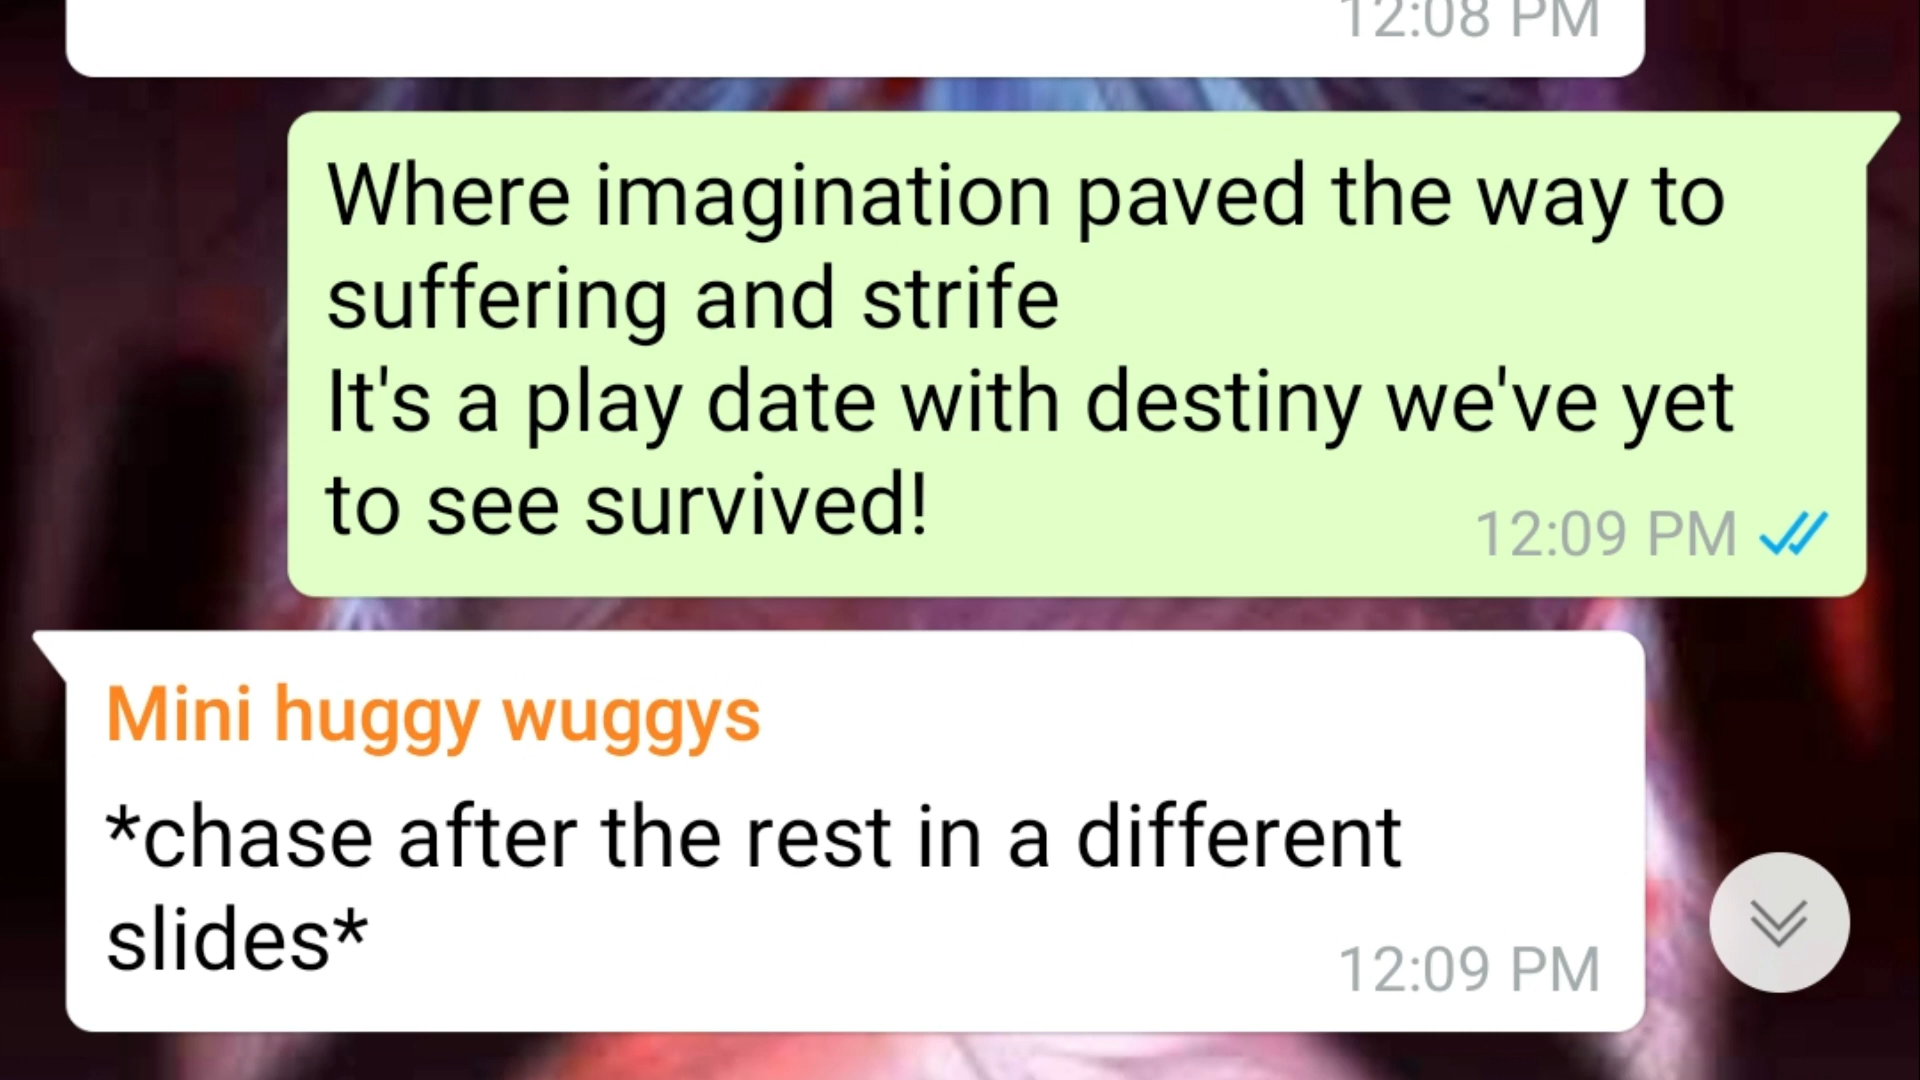 12:08 PM
Where imagination paved the way to
suffering and strife
It's a play date with destiny we've yet
to see survived!
12:09 PM
Mini huggy wuggys
*chase after the rest in a different
slides*
12:09 PM